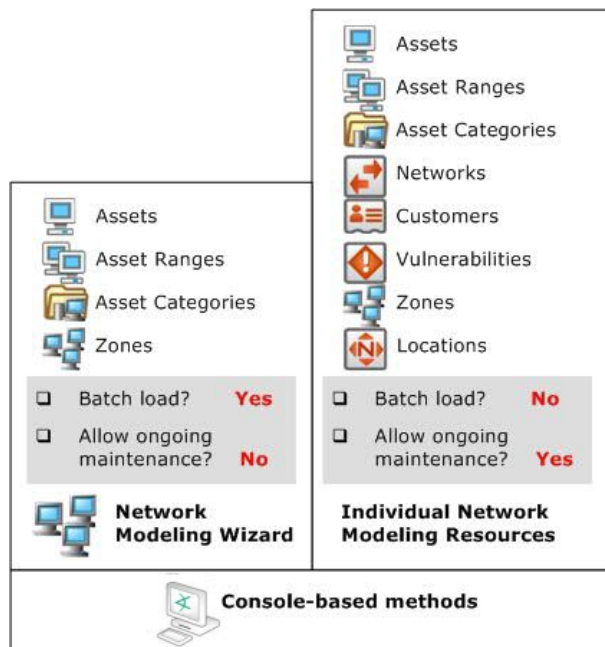 Assets
Asset Ranges
Asset Categories
Zones
Batch load? Yes
Allow ongoing
maintenance? No
Network
Modeling Wizard
Assets
Asset Ranges
Asset Categories
Networks
Customers
Vulnerabilities
Zones
Locations
Batch load? No
Allow ongoing
maintenance? Yes
Individual Network
Modeling Resources
Console-based methods